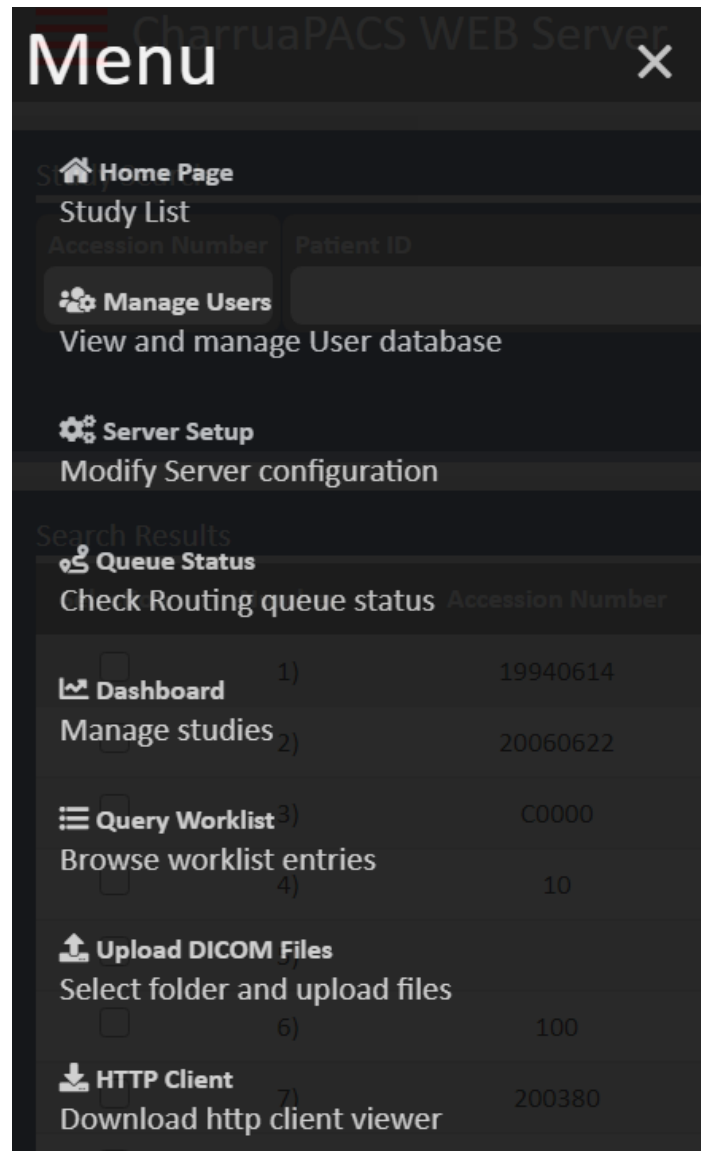 CharruaPACS WEB Server
Menu
×
Study Search
Home Page
Study List
Accession Number Patient ID
Manage Users
View and manage User database
Server Setup
Modify Server configuration
Search Results
Queue Status
Check Routing queue status
Accession Number
1) 19940614
Dashboard
Manage studies
2) 20060622
Query Worklist
3) C0000
Browse worklist entries
4) 10
Upload DICOM Files
5)
Select folder and upload files
6) 100
HTTP Client
7) 200380
Download http client viewer